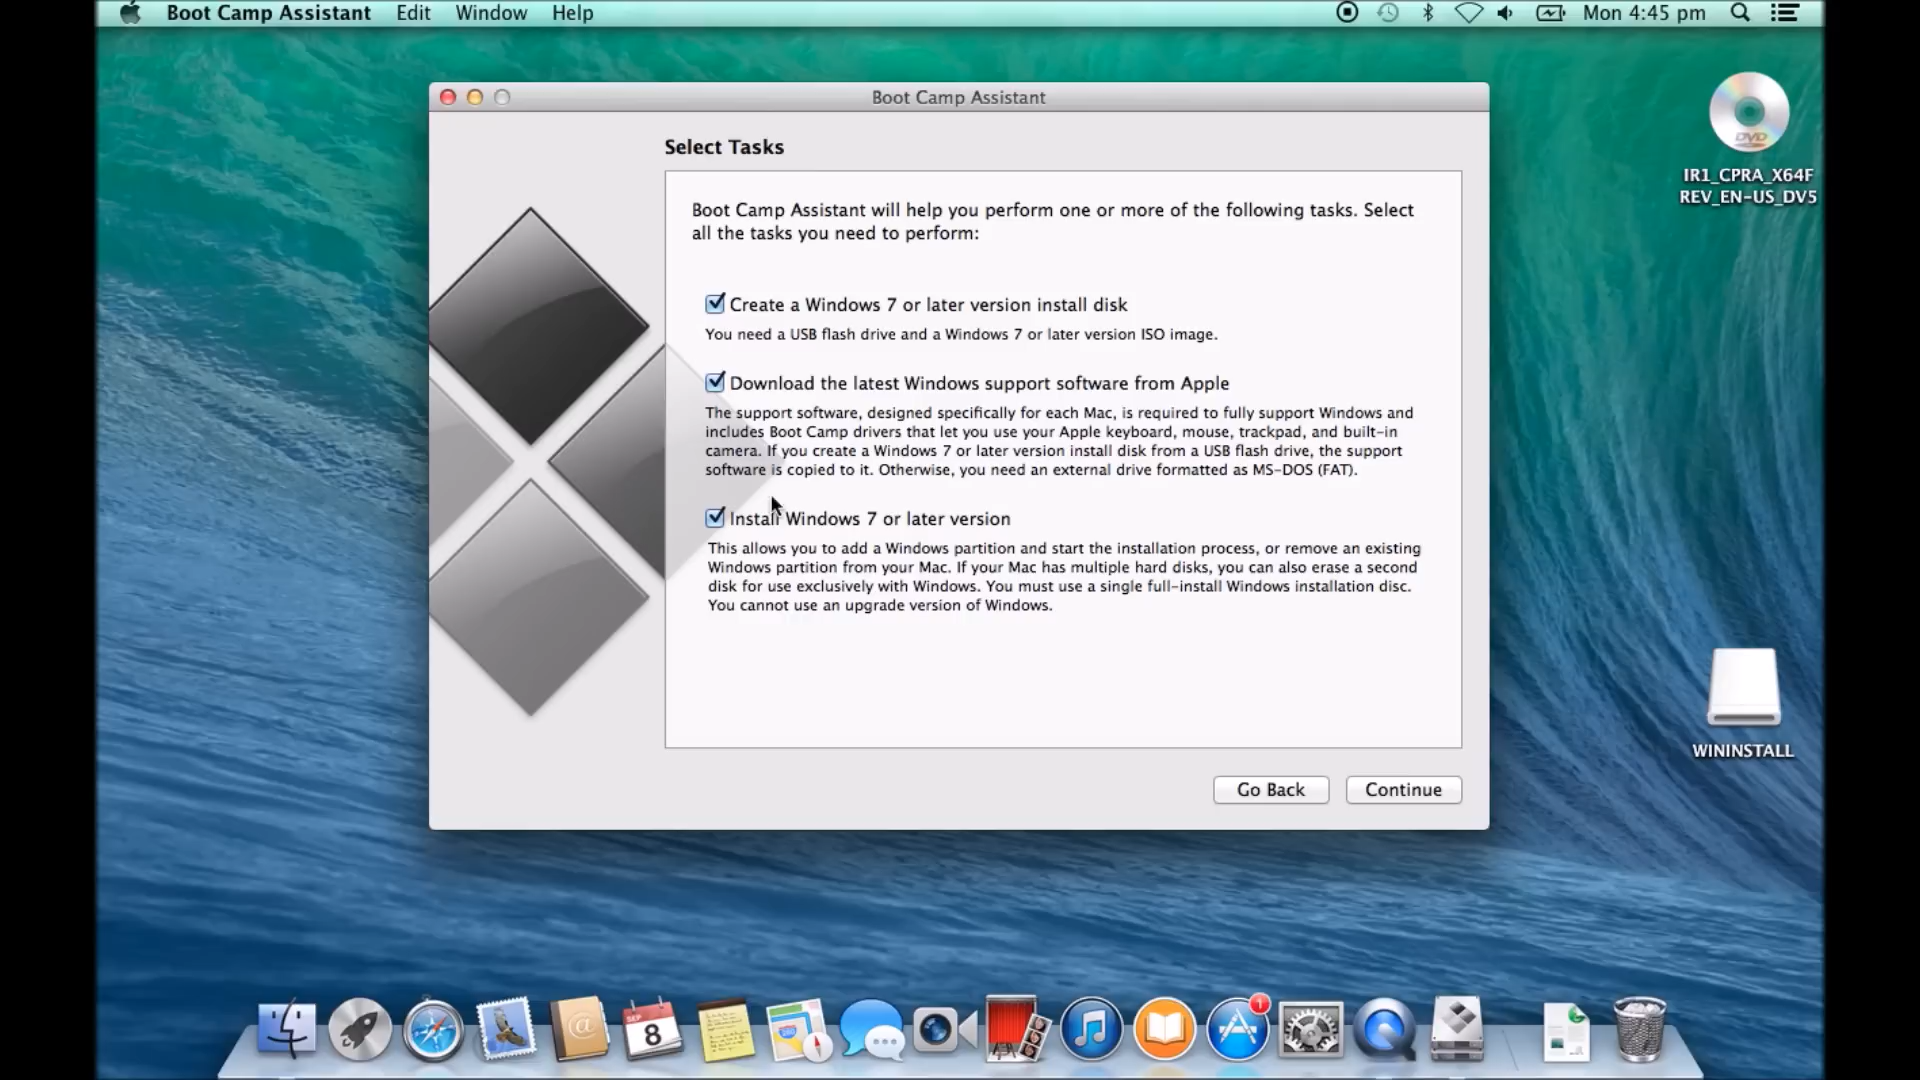 Boot Camp Assistant Edit Window Help Mon 4:45 pm
Boot Camp Assistant
DVD
IR1_CPRA_X64F
REV_EN-US_DV5
Select Tasks
Boot Camp Assistant will help you perform one or more of the following tasks. Select
all the tasks you need to perform:
Create a Windows 7 or later version install disk
You need a USB flash drive and a Windows 7 or later version ISO image.
Download the latest Windows support software from Apple
The support software, designed specifically for each Mac, is required to fully support Windows and
includes Boot Camp drivers that let you use your Apple keyboard, mouse, trackpad, and built-in
camera. If you create a Windows 7 or later version install disk from a USB flash drive, the support
software is copied to it. Otherwise, you need an external drive formatted as MS-DOS (FAT).
Install Windows 7 or later version
This allows you to add a Windows partition and start the installation process, or remove an existing
Windows partition from your Mac. If your Mac has multiple hard disks, you can also erase a second
disk for use exclusively with Windows. You must use a single full-install Windows installation disc.
You cannot use an upgrade version of Windows.
WININSTALL
Go Back Continue
SEP
8
280
1